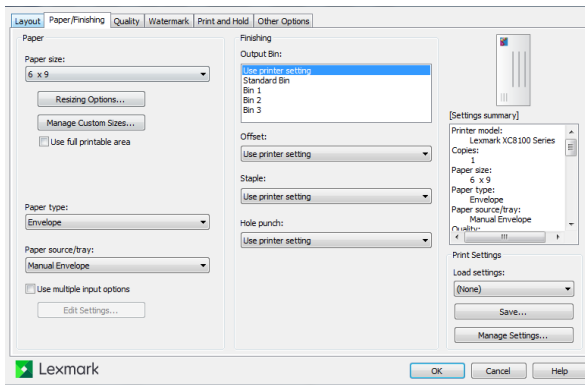 Layout
Paper/Finishing
Quality
Watermark
Print and Hold
Other Options
Paper
Paper size:
6 x 9
Resizing Options...
Manage Custom Sizes...
Use full printable area
Paper type:
Envelope
Paper source/tray:
Manual Envelope
Use multiple input options
Edit Settings...
Finishing
Output Bin:
Use printer setting
Standard Bin
Bin 1
Bin 2
Bin 3
Offset:
Use printer setting
Staple:
Use printer setting
Hole punch:
Use printer setting
[Settings summary]
Printer model:
Lexmark XC8100 Series
Copies:
1
Paper size:
6 x 9
Paper type:
Envelope
Paper source/tray:
Manual Envelope
Quality:
Print Settings
Load settings:
(None)
Save...
Manage Settings...
Lexmark
OK
Cancel
Help